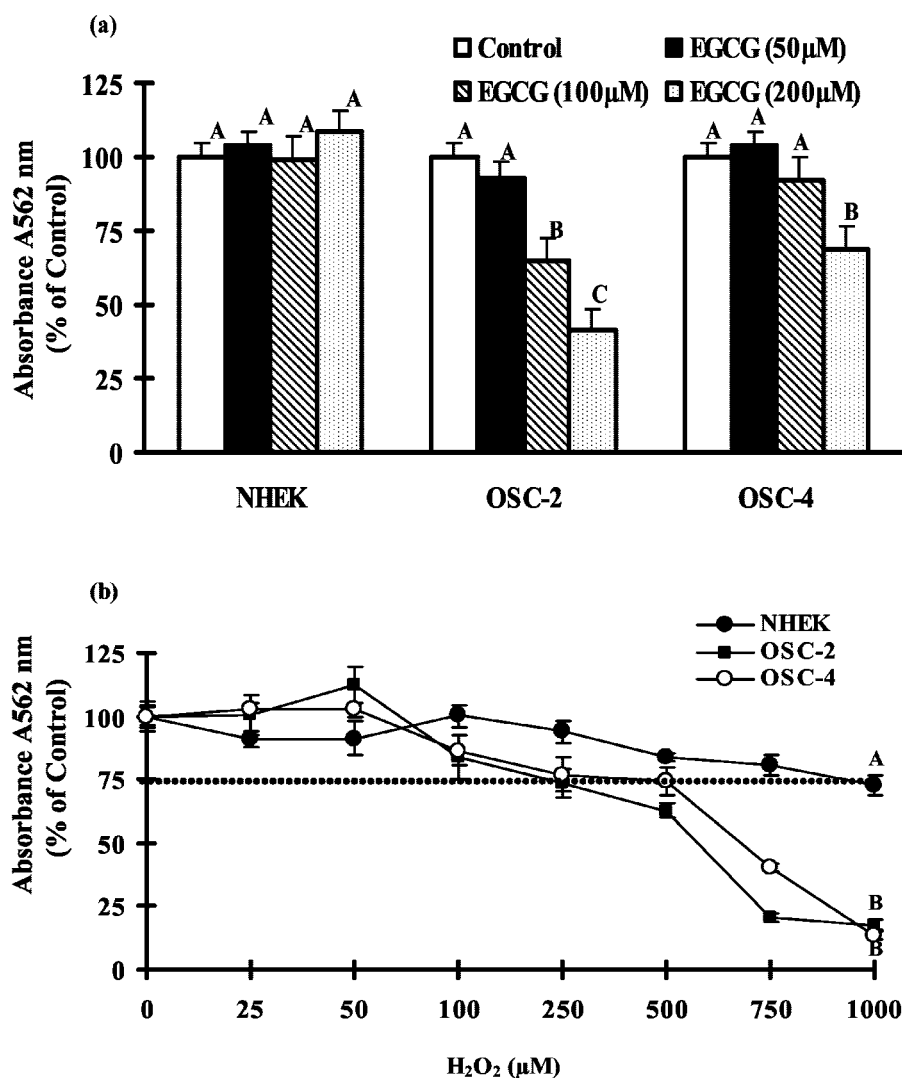 (a)
Control EGCG (50µM)
EGCG (100µM) EGCG (200µM)
Absorbance A562 nm
(% of Control)
125
100
75
50
25
0
A A A A A A B C A A A B
NHEK OSC-2 OSC-4
(b)
NHEK
OSC-2
OSC-4
Absorbance A562 nm
(% of Control)
125
100
75
50
25
0
A
B
B
0 25 50 100 250 500 750 1000
H₂O₂ (µM)